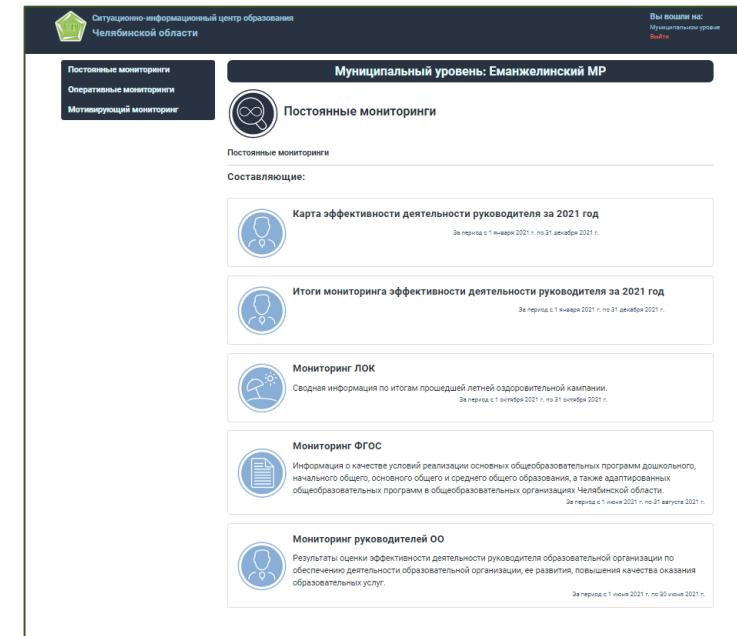 Ситуационно-информационный центр образования
Челябинской области
Вы вошли на:
Муниципальном уровне
Выйти
Постоянные мониторинги
Оперативные мониторинги
Мотивирующий мониторинг
Муниципальный уровень: Еманжелинский МР
Постоянные мониторинги
Постоянные мониторинги
Составляющие:
Карта эффективности деятельности руководителя за 2021 год
За период с 1 января 2021 г. по 31 декабря 2021 г.
Итоги мониторинга эффективности деятельности руководителя за 2021 год
За период с 1 января 2021 г. по 31 декабря 2021 г.
Мониторинг ЛОК
Сводная информация по итогам прошедшей летней оздоровительной кампании.
За период с 1 октября 2021 г. по 31 октября 2021 г.
Мониторинг ФГОС
Информация о качестве условий реализации основных общеобразовательных программ дошкольного,
начального общего, основного общего и среднего общего образования, а также адаптированных
общеобразовательных программ в общеобразовательных организациях Челябинской области.
За период с 1 июня 2021 г. по 31 августа 2021 г.
Мониторинг руководителей ОО
Результаты оценки эффективности деятельности руководителя образовательной организации по
обеспечению деятельности образовательной организации, ее развития, повышения качества оказания
образовательных услуг.
За период с 1 июня 2021 г. по 30 июня 2021 г.